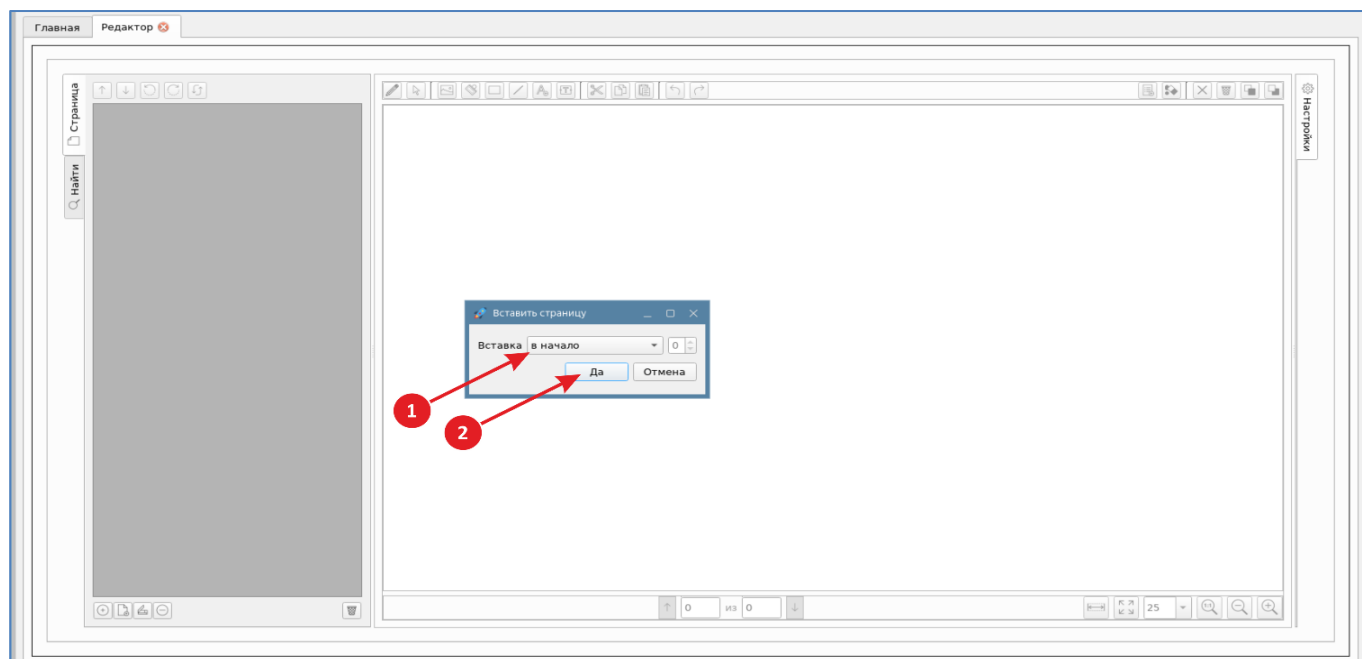 Главная Редактор
Страница
Найти
Настройки
Вставить страницу
Вставка в начало 0
Да Отмена
1
2
0 из 0
25